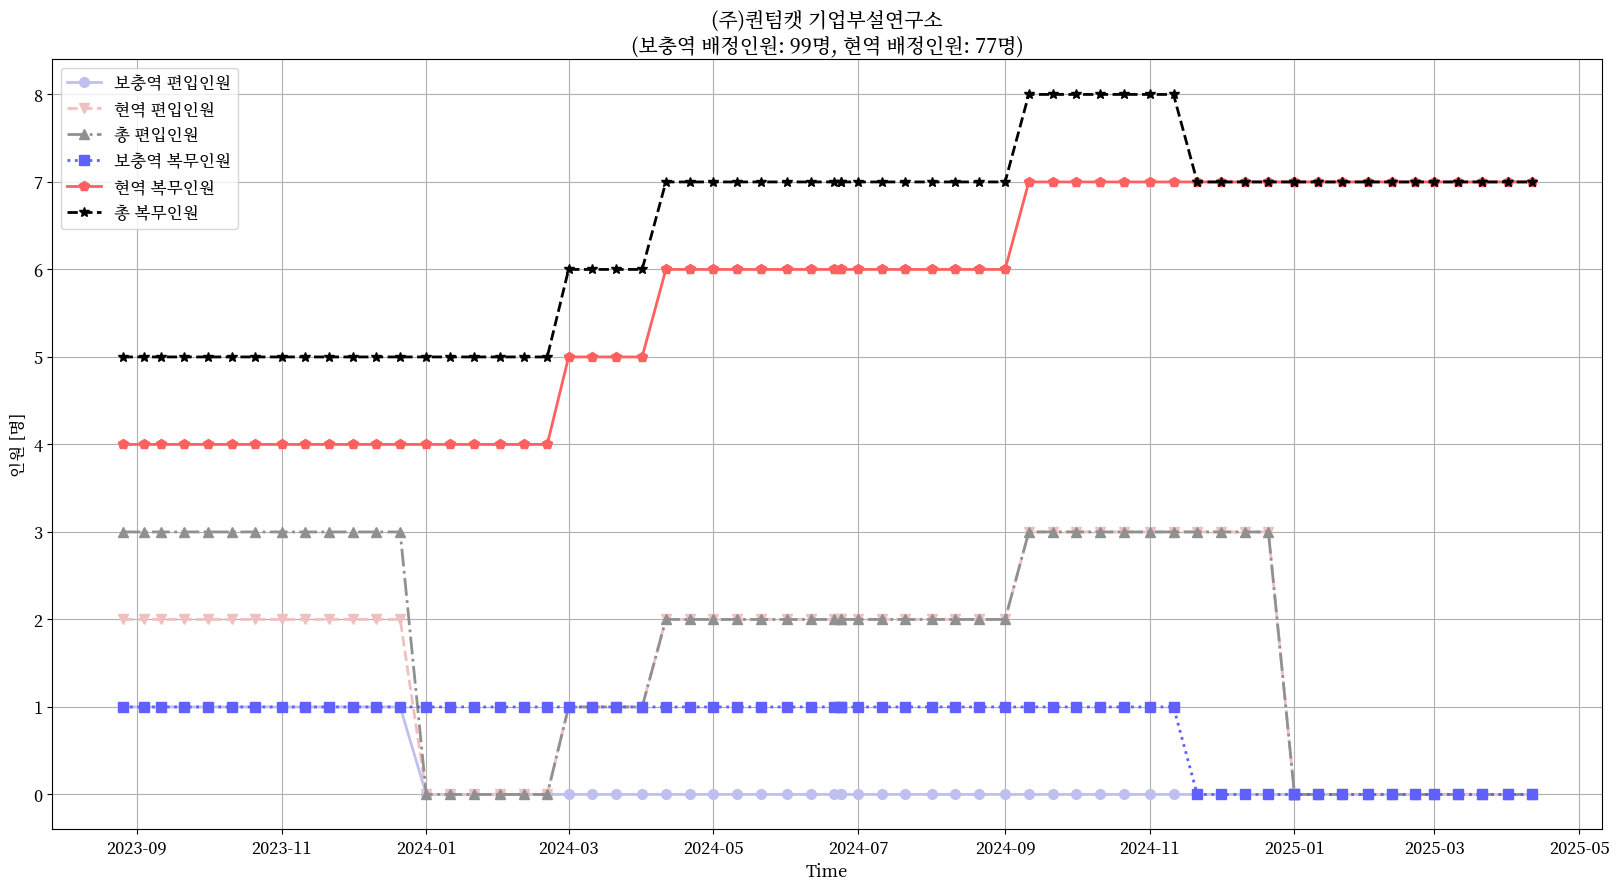 (주)퀀텀캣 기업부설연구소
(보충역 배정인원: 99명, 현역 배정인원: 77명)
보충역 편입인원
현역 편입인원
총 편입인원
보충역 복무인원
현역 복무인원
총 복무인원
인원 [명]
8
7
6
5
4
3
2
1
0
2023-09 2023-11 2024-01 2024-03 2024-05 2024-07 2024-09 2024-11 2025-01 2025-03 2025-05
Time